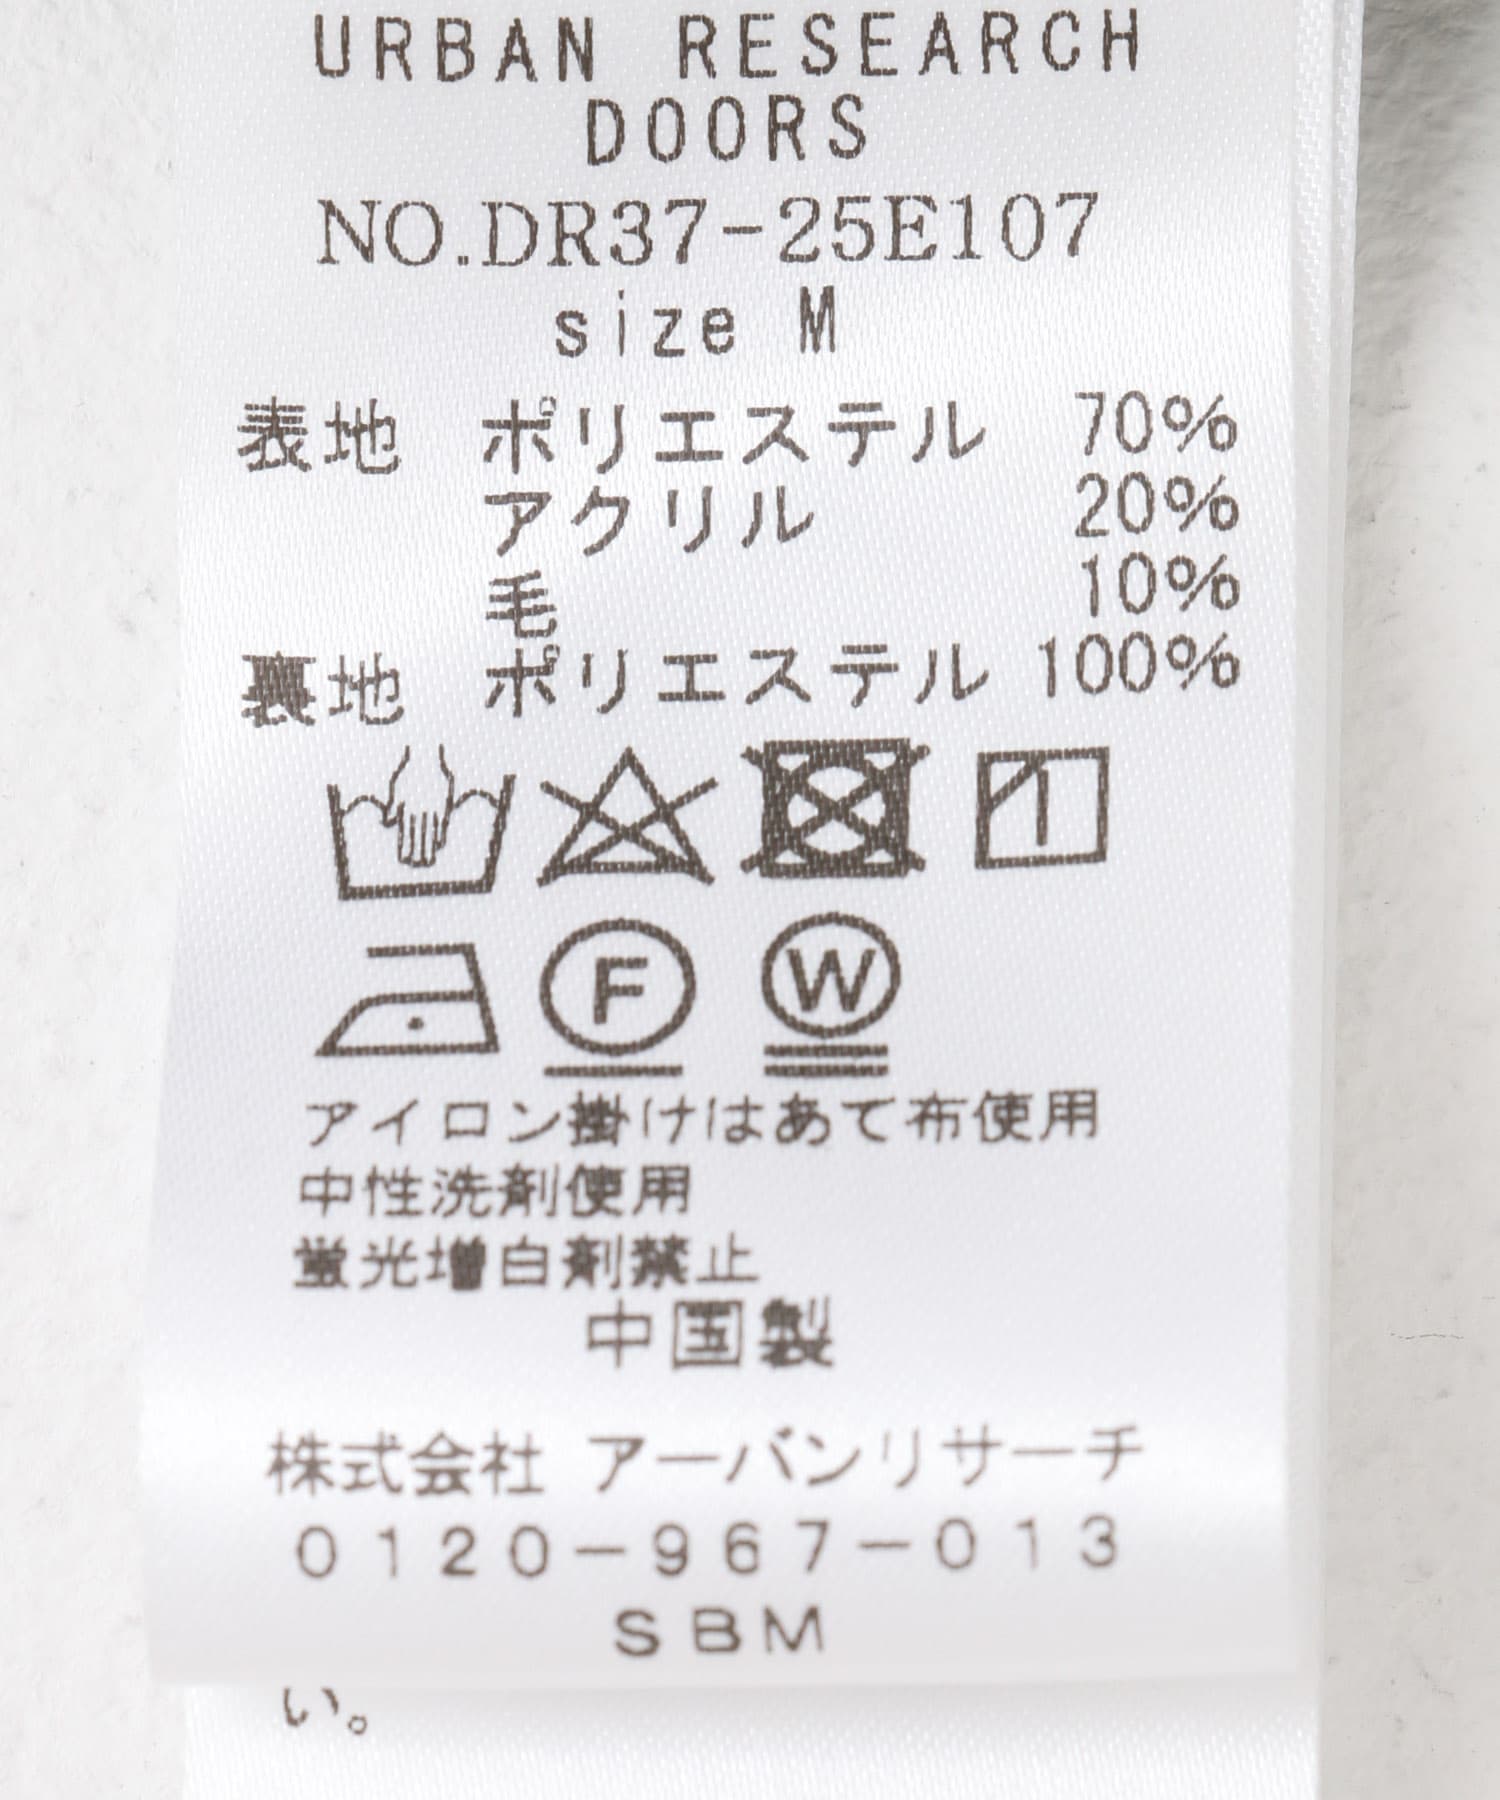 URBAN RESEARCH
DOORS
NO.DR37-25E107
size M
表地 ポリエステル 70%
アクリル 20%
毛 10%
裏地 ポリエステル 100%
F W
アイロン掛けはあて布使用
中性洗剤使用
蛍光増白剤禁止
中国製
株式会社 アーバンリサーチ
0120-967-013
SBM
い。